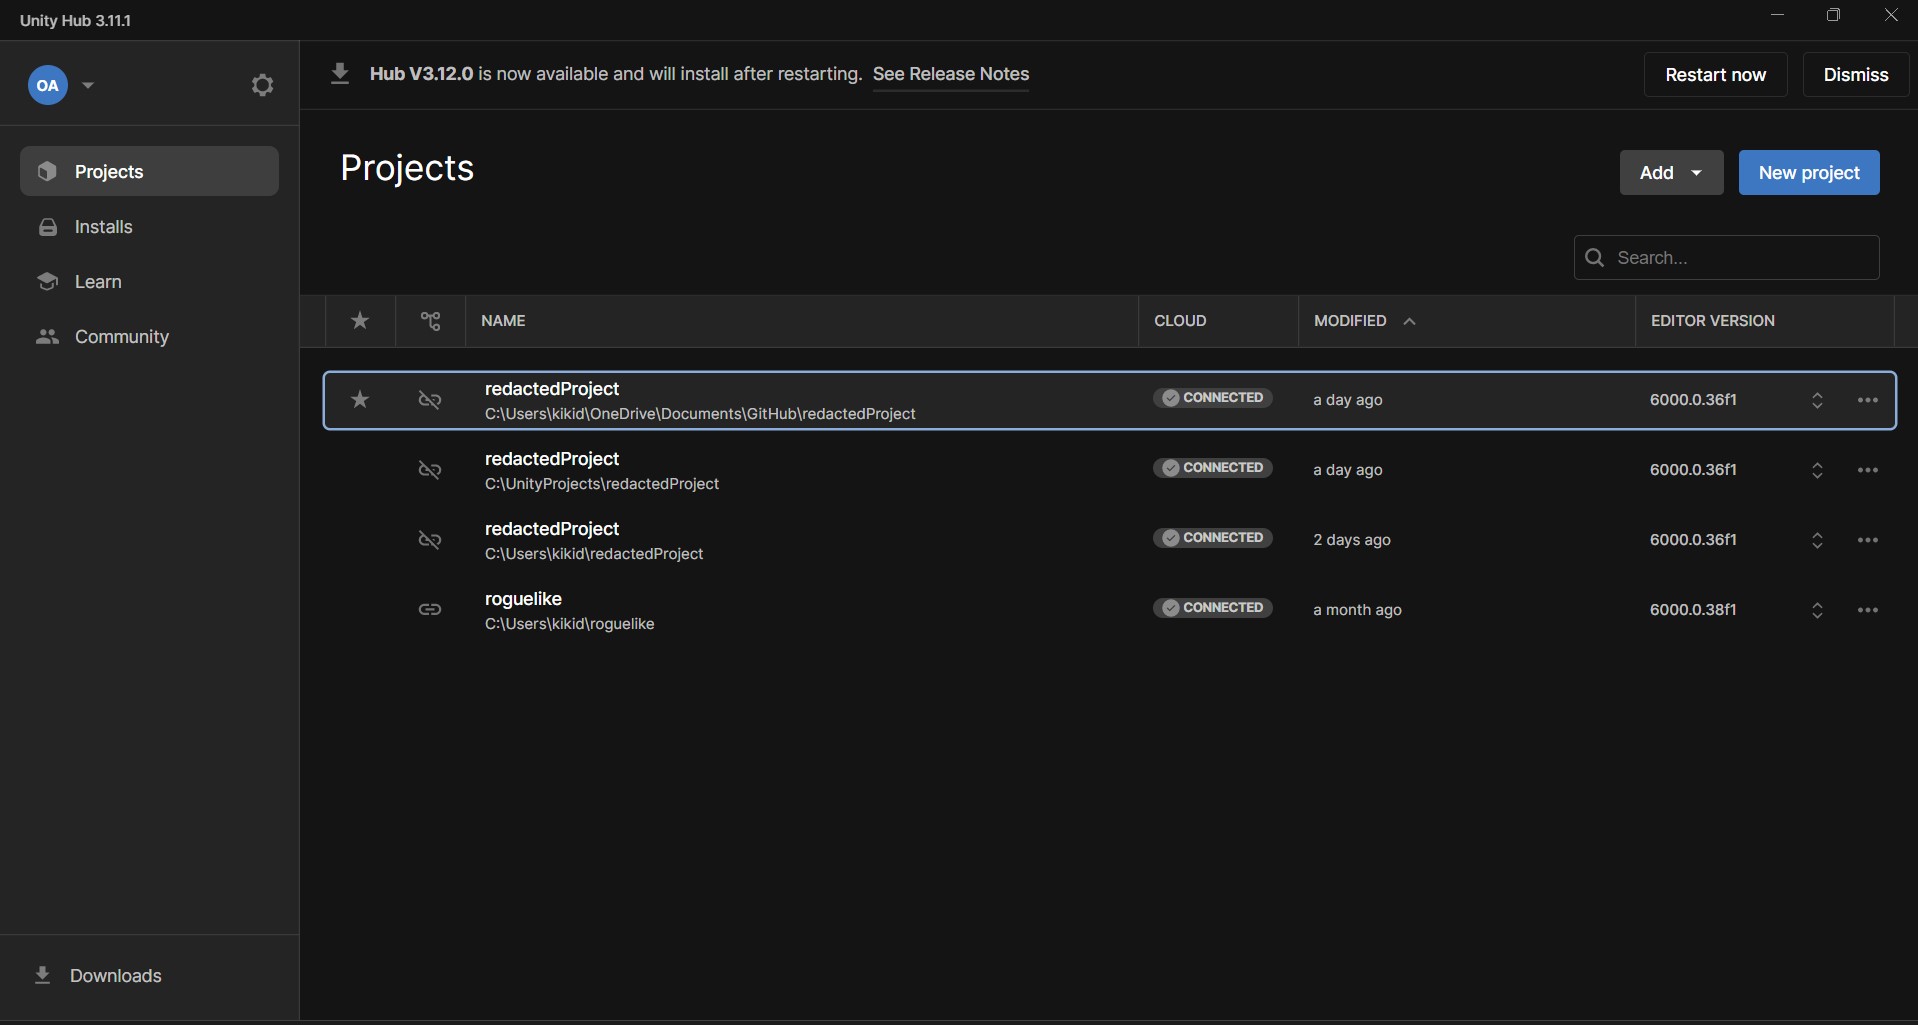 Unity Hub 3.11.1
OA
Hub V3.12.0 is now available and will install after restarting. See Release Notes
Restart now
Dismiss
Projects
Installs
Learn
Community
Downloads
Projects
Add
New project
Search...
NAME
CLOUD
MODIFIED
EDITOR VERSION
redactedProject
C:\Users\kikid\OneDrive\Documents\GitHub\redactedProject
CONNECTED
a day ago
6000.0.36f1
redactedProject
C:\UnityProjects\redactedProject
CONNECTED
a day ago
6000.0.36f1
redactedProject
C:\Users\kikid\redactedProject
CONNECTED
2 days ago
6000.0.36f1
roguelike
C:\Users\kikid\roguelike
CONNECTED
a month ago
6000.0.38f1